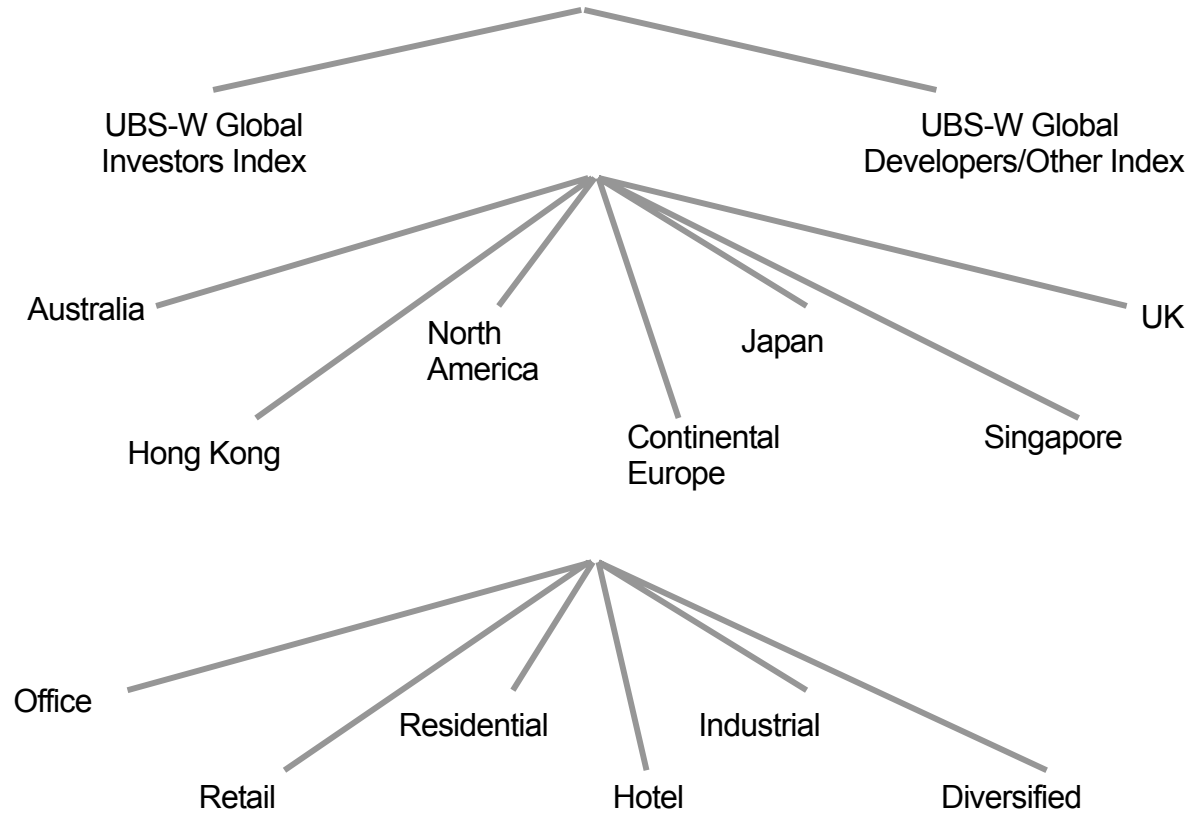 UBS-W Global
Investors Index
UBS-W Global
Developers/Other Index
Australia
North
America
Japan
UK
Hong Kong
Continental
Europe
Singapore
Office
Residential
Industrial
Retail
Hotel
Diversified